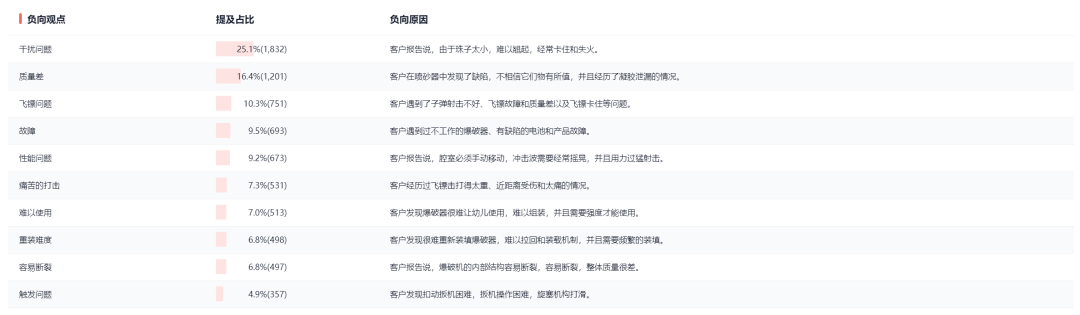 负向观点 提及占比 负向原因
干扰问题 25.1%(1,832) 客户报告说，由于珠子太小，难以翘起，经常卡住和失火。
质量差 16.4%(1,201) 客户在喷砂器中发现了缺陷，不相信它们物有所值，并且经历了凝胶泄漏的情况。
飞镖问题 10.3%(751) 客户遇到了子弹射击不好、飞镖故障和质量差以及飞镖卡住等问题。
故障 9.5%(693) 客户遇到过不工作的爆破器、有缺陷的电池和产品故障。
性能问题 9.2%(673) 客户报告说，腔室必须手动移动，冲击波需要经常摇晃，并且用力过猛射击。
痛苦的打击 7.3%(531) 客户经历过飞镖击打得太重、近距离受伤和太痛的情况。
难以使用 7.0%(513) 客户发现爆破器很难让幼儿使用，难以组装，并且需要强度才能使用。
重装难度 6.8%(498) 客户发现很难重新装填爆破器，难以拉回和装载机制，并且需要频繁的装填。
容易断裂 6.8%(497) 客户报告说，爆破机的内部结构容易断裂，容易断裂，整体质量很差。
触发问题 4.9%(357) 客户发现扣动扳机困难，扳机操作困难，旋塞机构打滑。